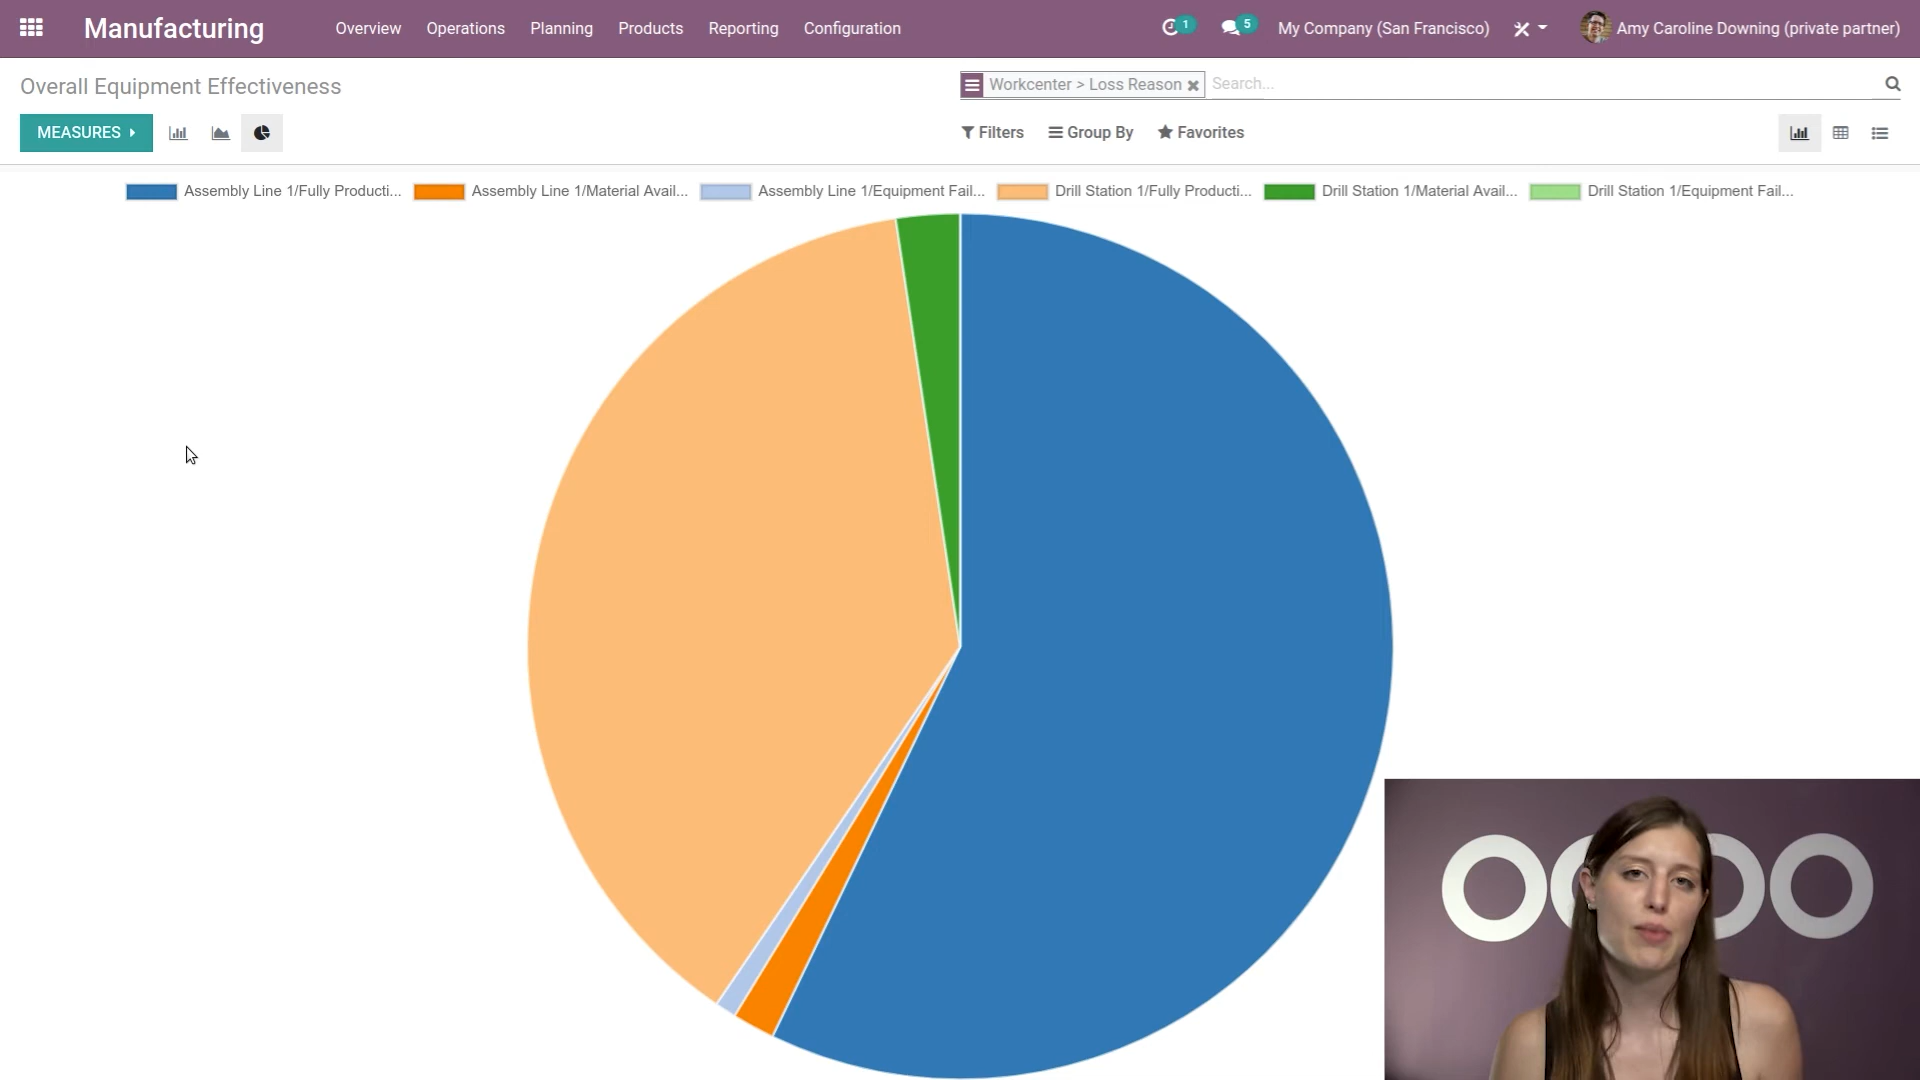 Manufacturing Overview Operations Planning Products Reporting Configuration 1 5 My Company (San Francisco) Amy Caroline Downing (private partner)
Overall Equipment Effectiveness Workcenter > Loss Reason Search...
MEASURES Filters Group By Favorites
Assembly Line 1/Fully Producti... Assembly Line 1/Material Avail... Assembly Line 1/Equipment Fail... Drill Station 1/Fully Producti... Drill Station 1/Material Avail... Drill Station 1/Equipment Fail...
odoo